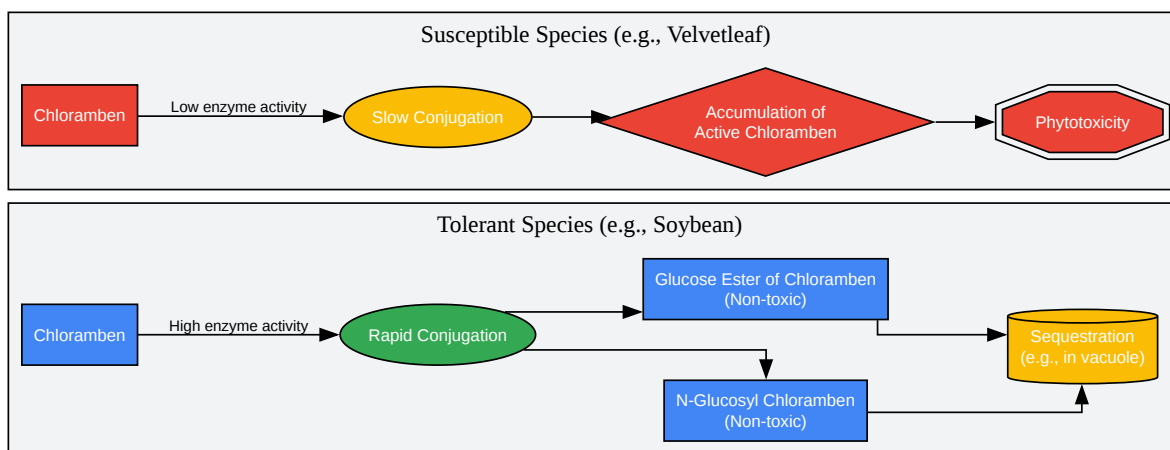 Susceptible Species (e.g., Velvetleaf)
Chloramben
Low enzyme activity
Slow Conjugation
Accumulation of
Active Chloramben
Phytotoxicity
Tolerant Species (e.g., Soybean)
Chloramben
High enzyme activity
Rapid Conjugation
Glucose Ester of Chloramben
(Non-toxic)
N-Glucosyl Chloramben
(Non-toxic)
Sequestration
(e.g., in vacuole)